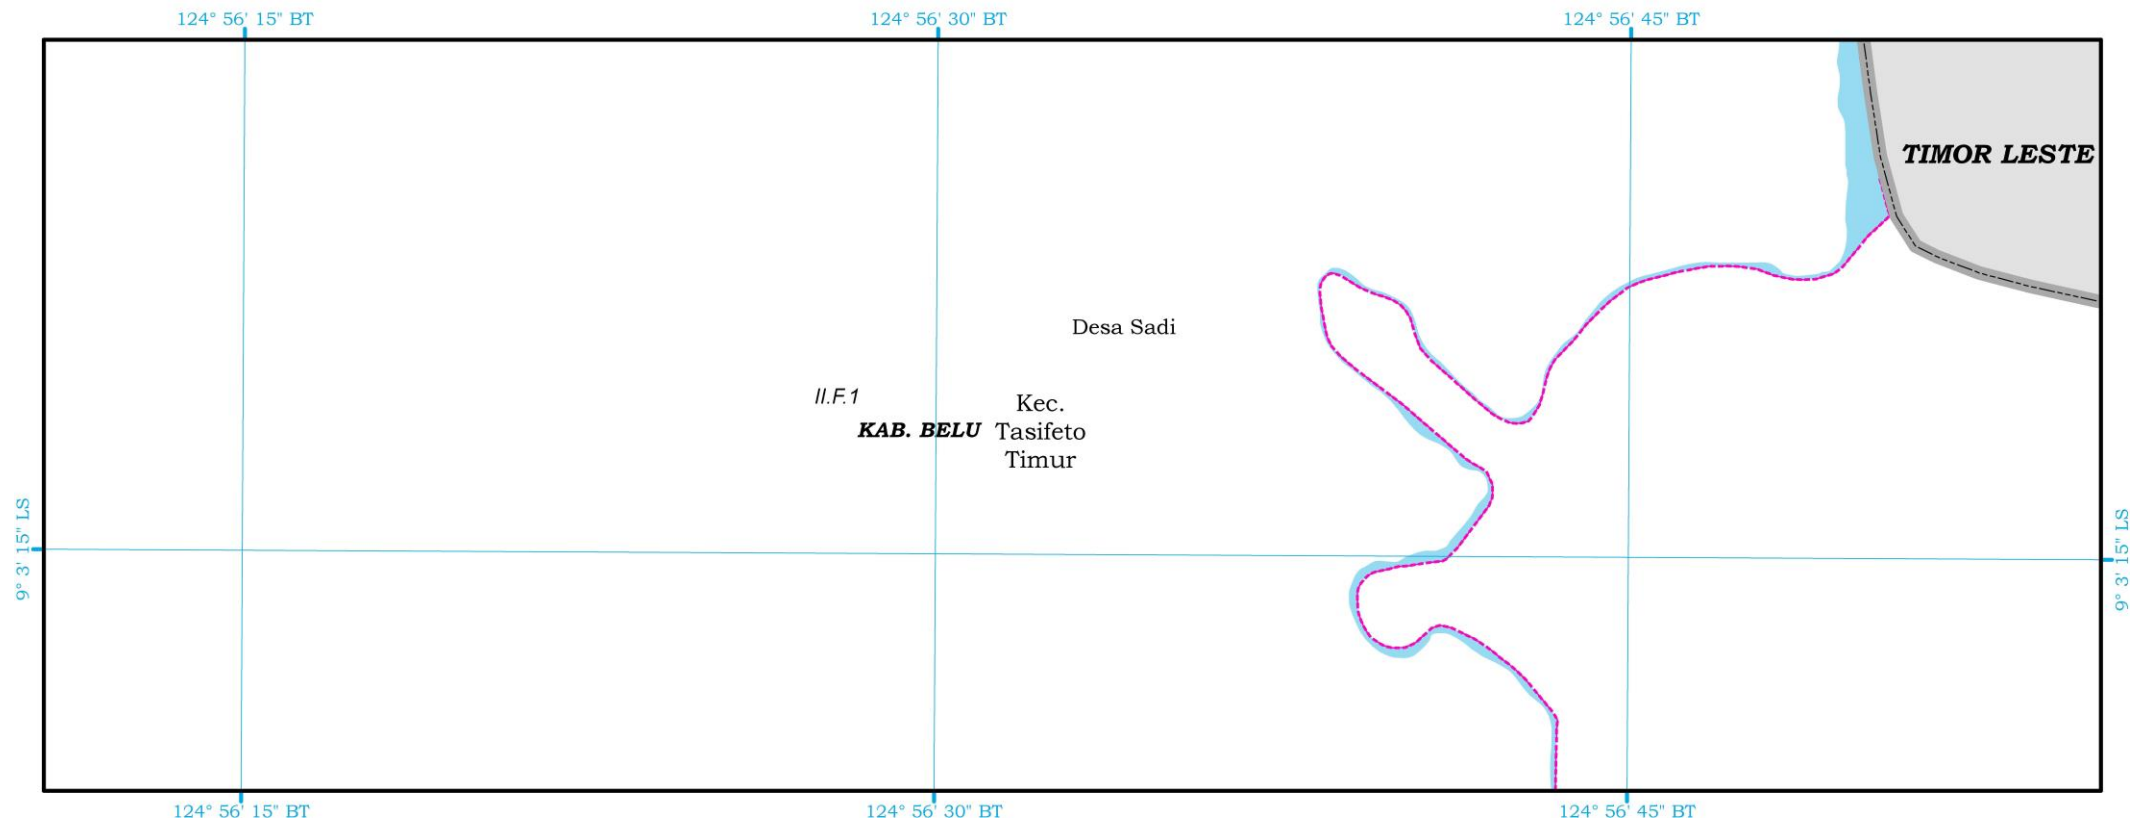 124° 56' 15" BT
124° 56' 30" BT
124° 56' 45" BT
TIMOR LESTE
Desa Sadi
II.F.1
KAB. BELU
Kec.
Tasifeto
Timur
9° 3' 15" LS
9° 3' 15" LS
124° 56' 15" BT
124° 56' 30" BT
124° 56' 45" BT